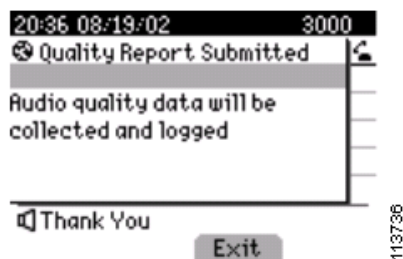 20:36 08/19/02 3000
Quality Report Submitted
Audio quality data will be
collected and logged
Thank You
Exit
113736